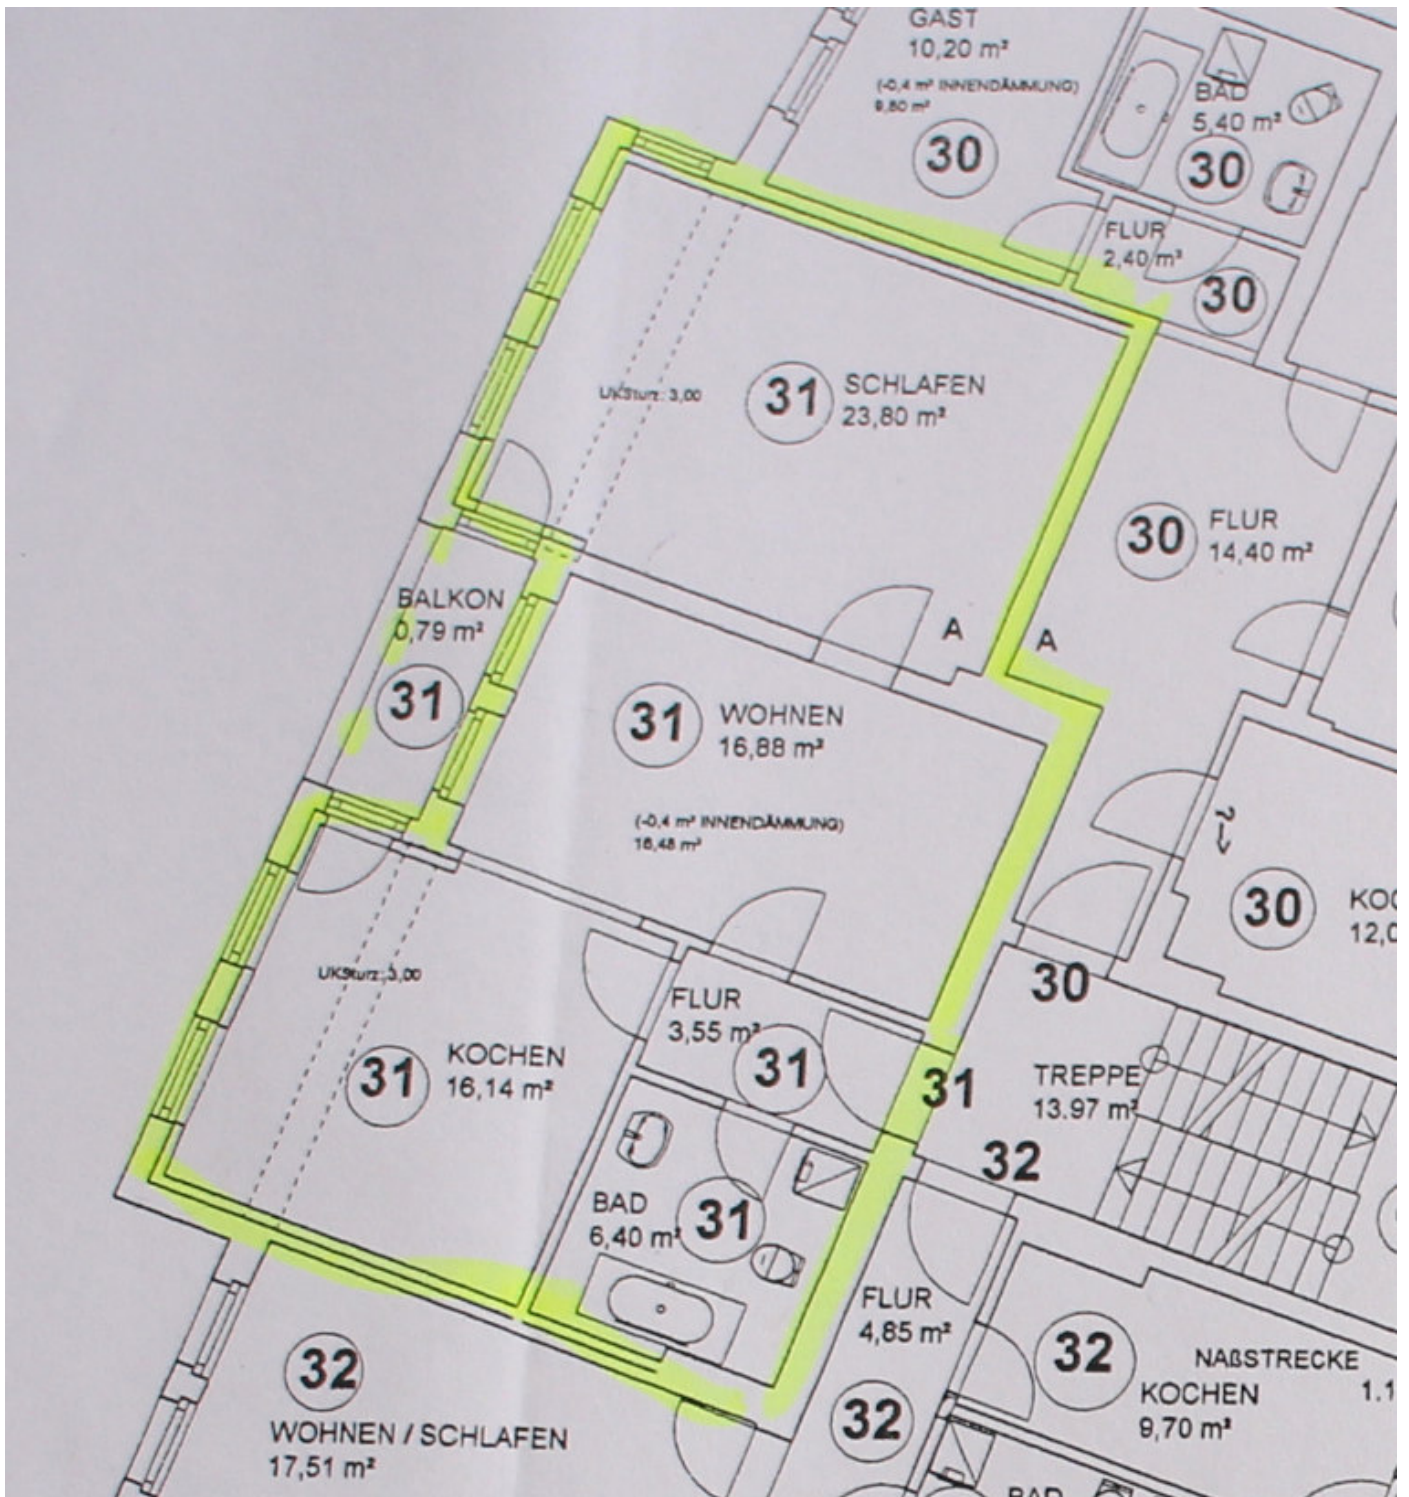 GAST
10,20 m²
(-0,4 m² INNENDÄMMUNG)
9,80 m²
30
BAD
5,40 m²
30
FLUR
2,40 m²
30
UKSturz: 3,00
31
SCHLAFEN
23,80 m²
30
FLUR
14,40 m²
BALKON
0,79 m²
31
A
A
31
WOHNEN
16,88 m²
(-0,4 m² INNENDÄMMUNG)
16,48 m²
30
12,0
UKSturz: 3,00
31
KOCHEN
16,14 m²
FLUR
3,55 m²
31
30
31
TREPPE
13.97 m²
32
BAD
6,40 m²
31
FLUR
4,85 m²
32
32
NAßSTRECKE
KOCHEN
9,70 m²
1.1
32
WOHNEN / SCHLAFEN
17,51 m²
BAD